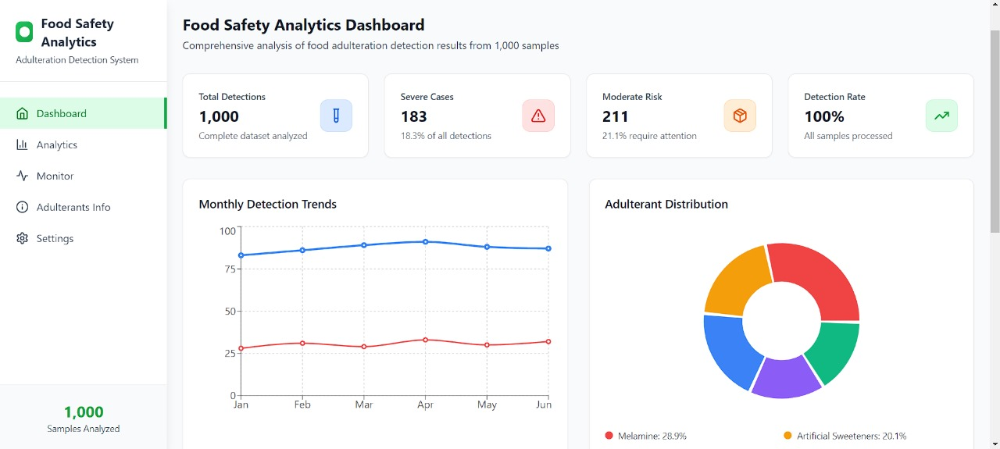 Food Safety
Analytics
Adulteration Detection System
Dashboard
Analytics
Monitor
Adulterants Info
Settings
1,000
Samples Analyzed
Food Safety Analytics Dashboard
Comprehensive analysis of food adulteration detection results from 1,000 samples
Total Detections
1,000
Complete dataset analyzed
Severe Cases
183
18.3% of all detections
Moderate Risk
211
21.1% require attention
Detection Rate
100%
All samples processed
Monthly Detection Trends
100
75
50
25
0
Jan Feb Mar Apr May Jun
Adulterant Distribution
Melamine: 28.9%
Artificial Sweeteners: 20.1%